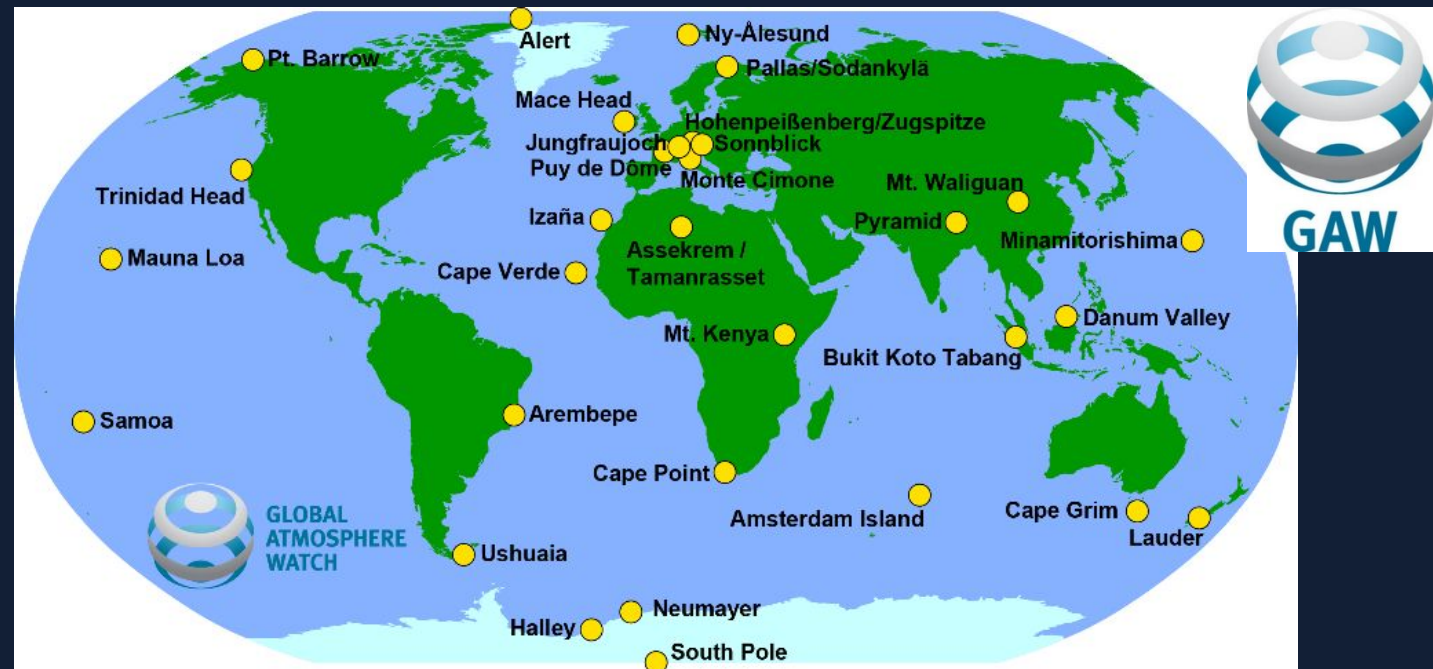 Alert
Ny-Ålesund
Pt. Barrow
Pallas/Sodankylä
Mace Head
Hohenpeißenberg/Zugspitze
Jungfraujoch
Sonnblick
Puy de Dôme
Monte Cimone
Trinidad Head
Mt. Waliguan
Izaña
Pyramid
Minamitorishima
GAW
Mauna Loa
Assekrem /
Tamanrasset
Cape Verde
Danum Valley
Mt. Kenya
Bukit Koto Tabang
Samoa
Arembepe
Cape Point
Amsterdam Island
Cape Grim
Lauder
GLOBAL
ATMOSPHERE
WATCH
Ushuaia
Neumayer
Halley
South Pole